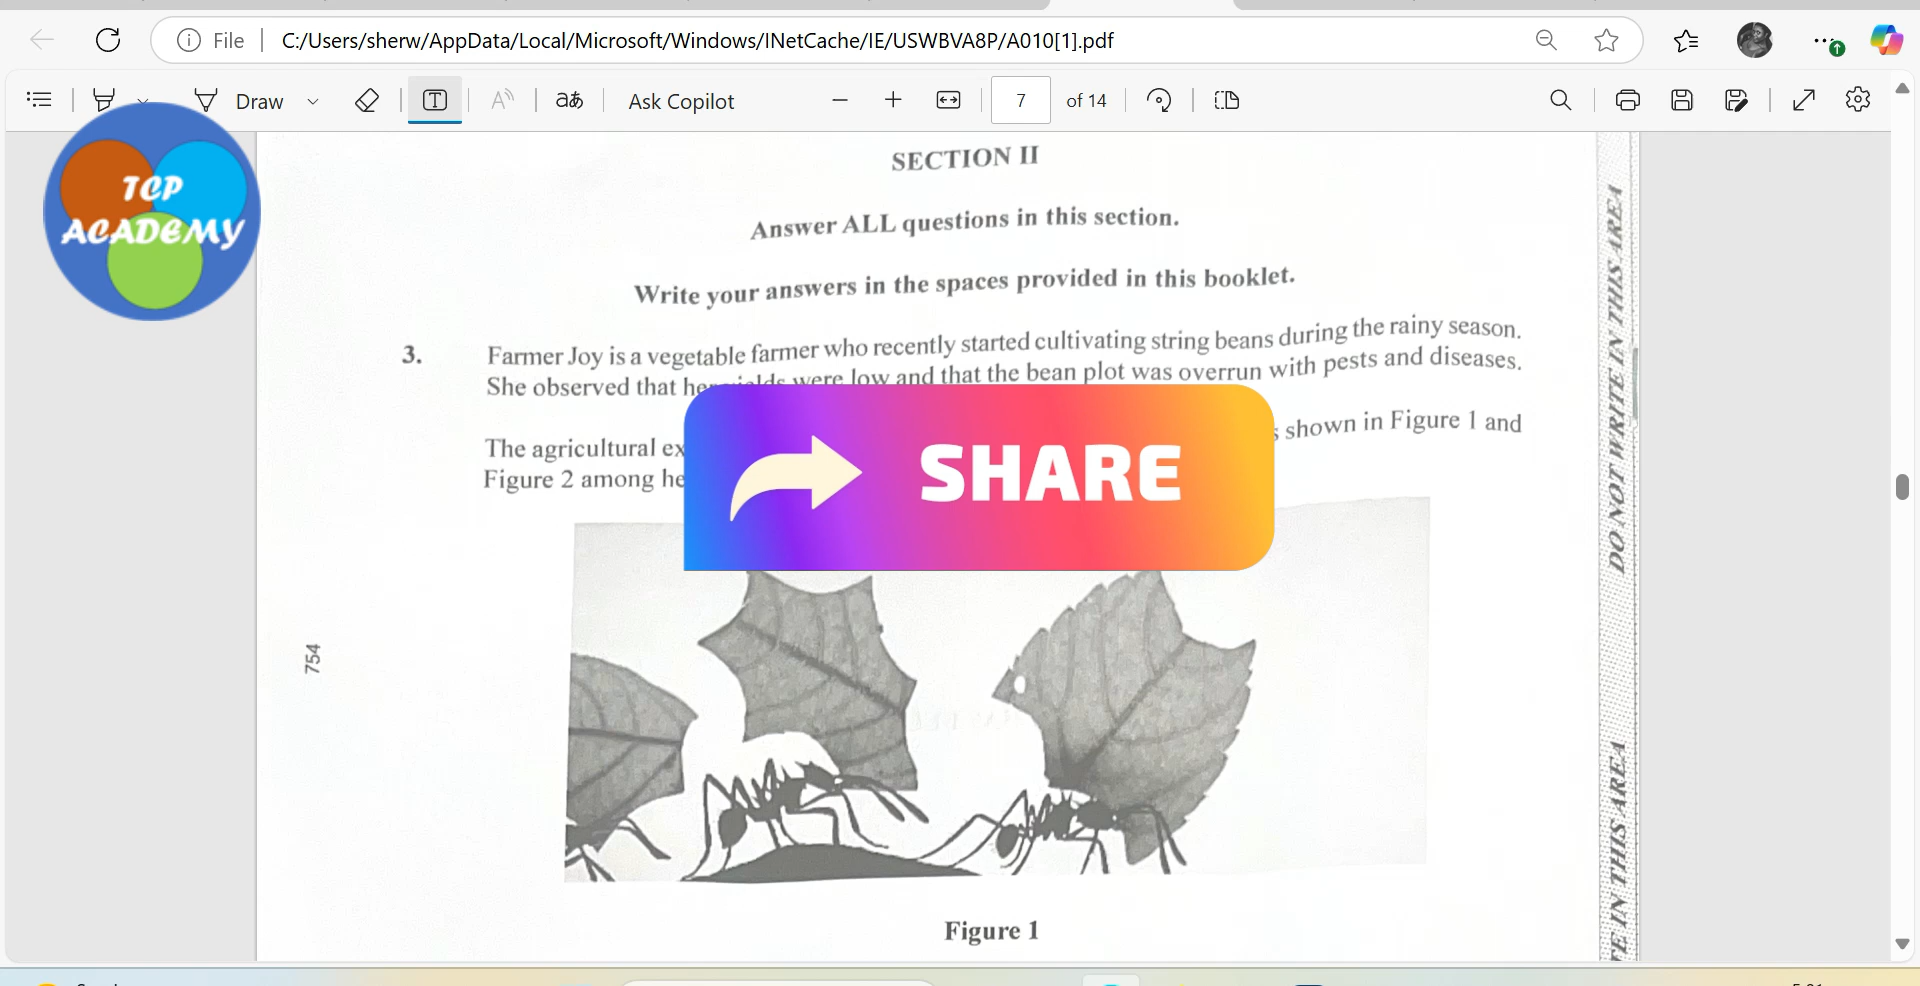 File
C:/Users/sherw/AppData/Local/Microsoft/Windows/INetCache/IE/USWBVA8P/A010[1].pdf
Draw
aあ
Ask Copilot
7
of 14
TCP
ACADEMY
SECTION II
Answer ALL questions in this section.
Write your answers in the spaces provided in this booklet.
3.
Farmer Joy is a vegetable farmer who recently started cultivating string beans during the rainy season.
She observed that her yields were low and that the bean plot was overrun with pests and diseases.
The agricultural ex
s shown in Figure 1 and
Figure 2 among he
SHARE
754
Figure 1
DO NOT WRITE IN THIS AREA
TE IN THIS AREA